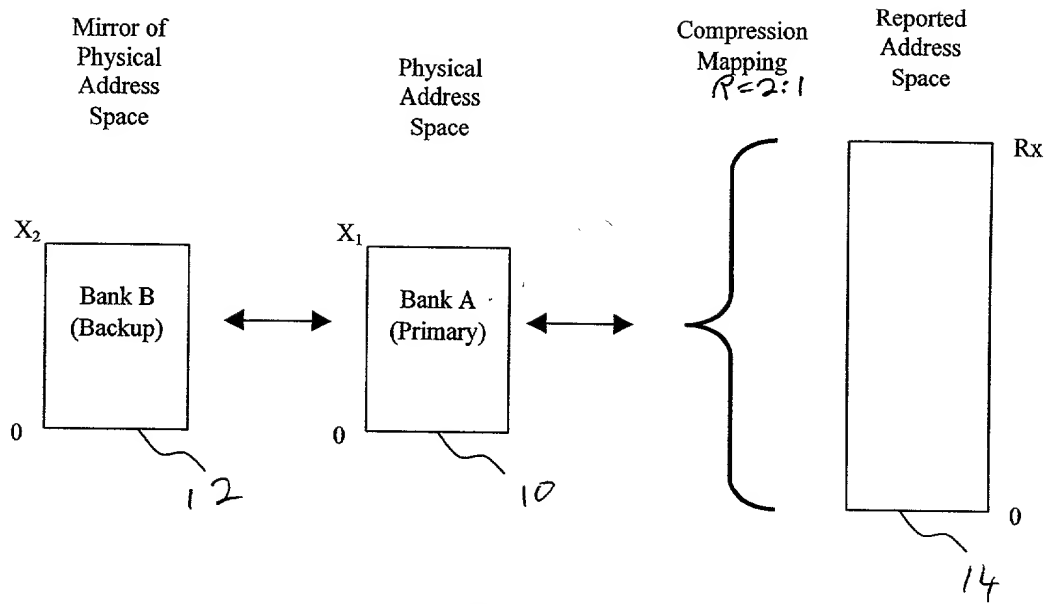 Mirror of
Physical
Address
Space
Physical
Address
Space
Compression
Mapping
R=2:1
Reported
Address
Space
X₂
Bank B
(Backup)
0
12
X₁
Bank A
(Primary)
0
10
Rx
0
14